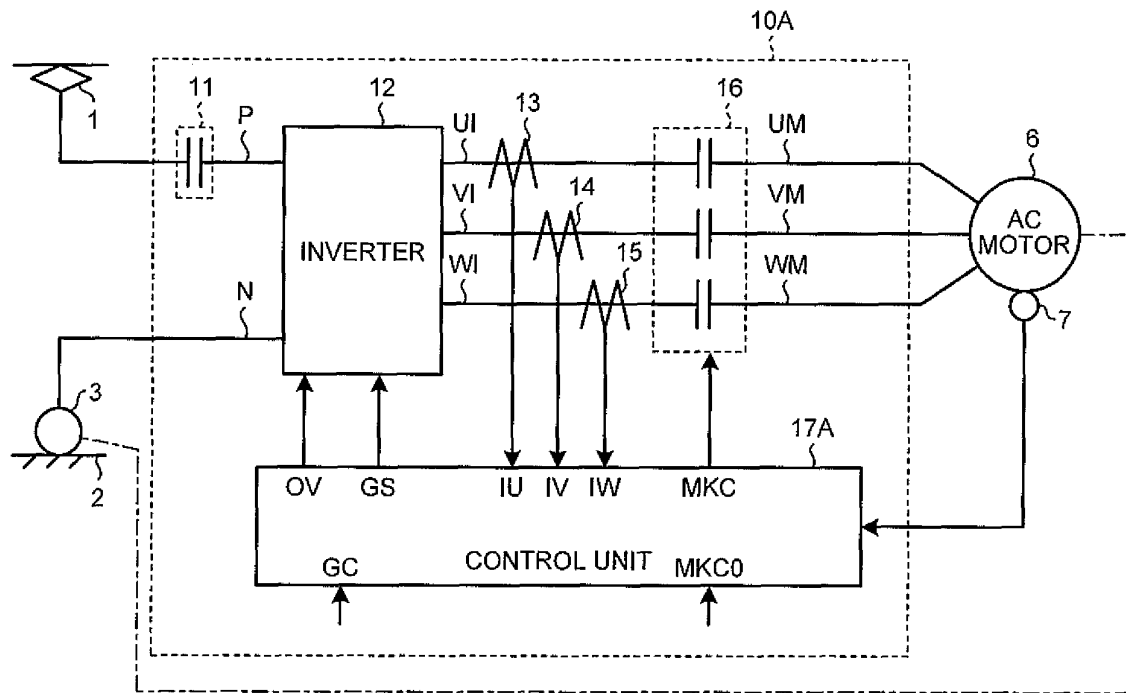 10A
1
11
P
12
UI
13
16
UM
6
VI
14
VM
AC
MOTOR
INVERTER
WI
15
WM
N
7
3
17A
2
OV GS IU IV IW MKC
CONTROL UNIT
GC MKC0